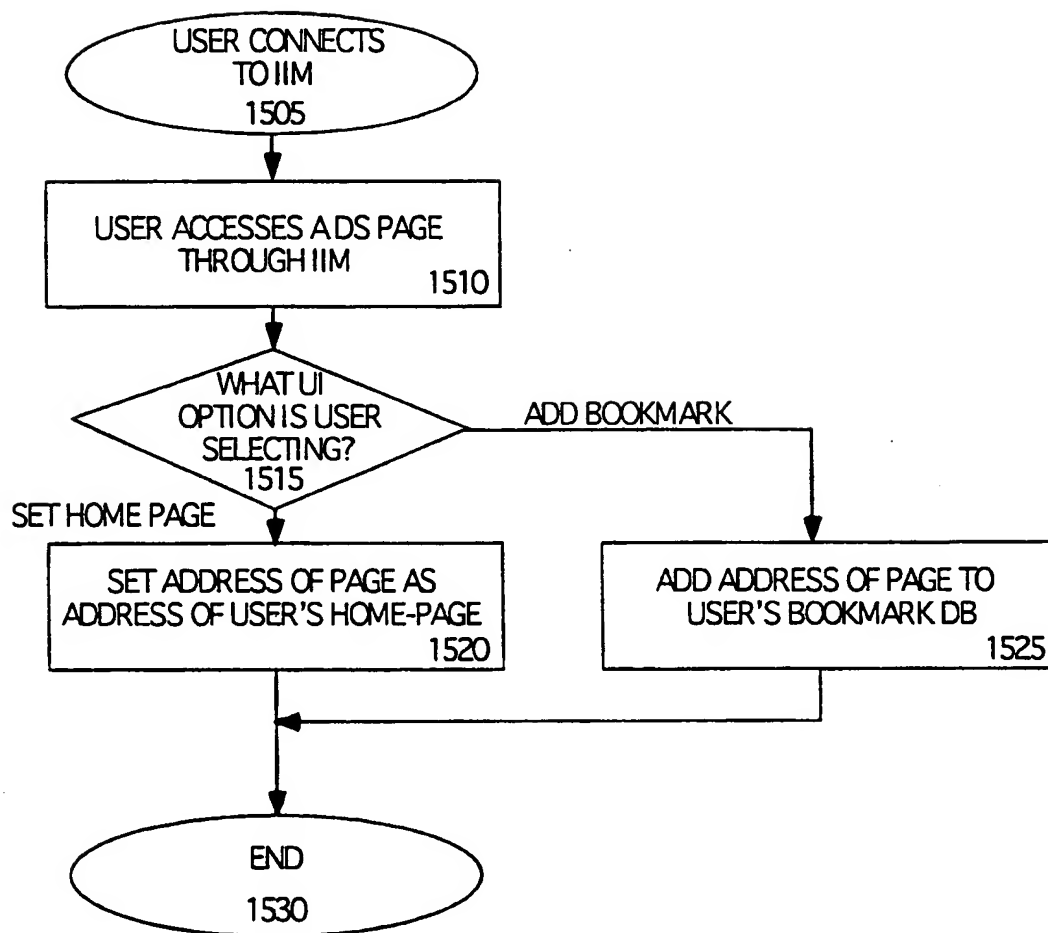 USER CONNECTS
TO IIM
1505
USER ACCESSES A DS PAGE
THROUGH IIM
1510
WHAT UI
OPTION IS USER
SELECTING?
1515
ADD BOOKMARK
SET HOME PAGE
SET ADDRESS OF PAGE AS
ADDRESS OF USER'S HOME-PAGE
1520
ADD ADDRESS OF PAGE TO
USER'S BOOKMARK DB
1525
END
1530